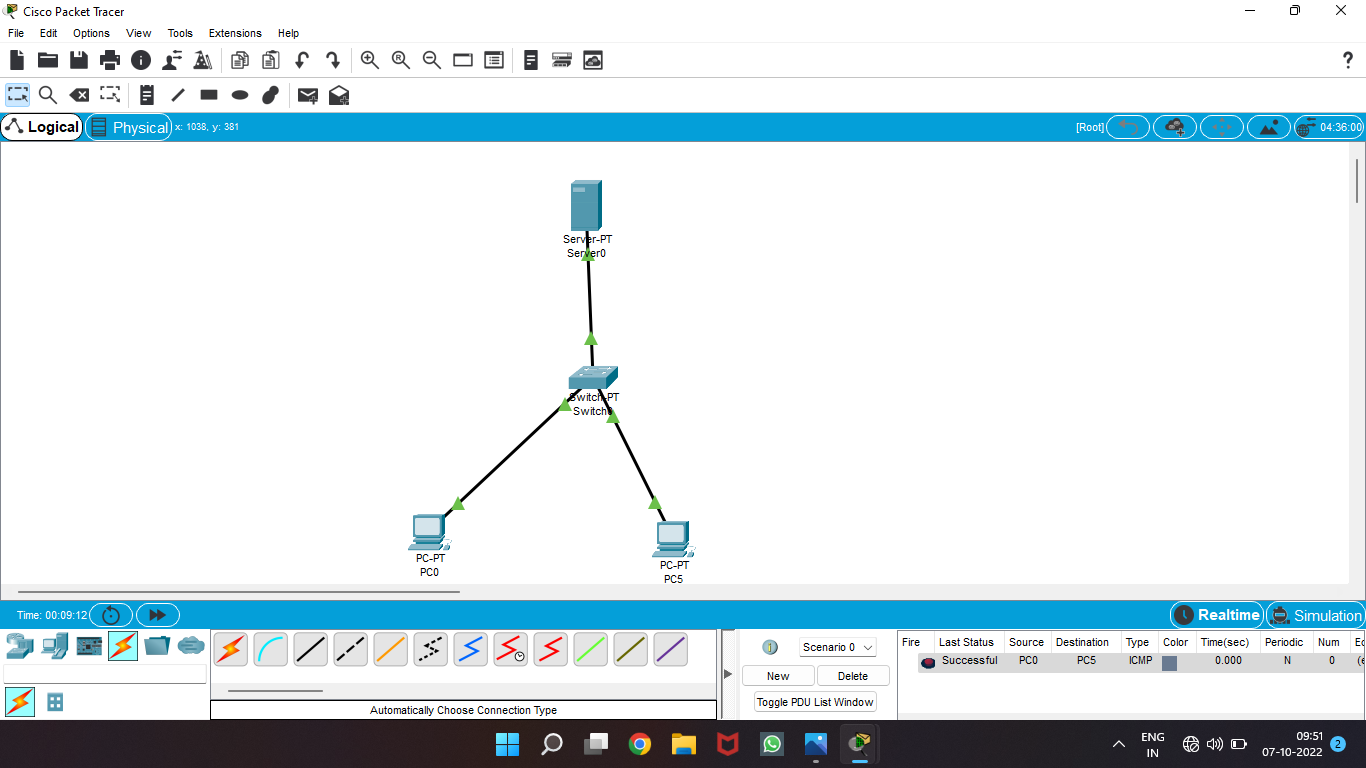 Cisco Packet Tracer
File Edit Options View Tools Extensions Help
Logical Physical x: 1038, y: 381 [Root] 04:36:00
Server-PT
Server0
Switch-PT
PC-PT
PC0
PC-PT
PC5
Time: 00:09:12 Realtime Simulation
Scenario 0
New Delete
Toggle PDU List Window
Fire Last Status Source Destination Type Color Time(sec) Periodic Num
Successful PC0 PC5 ICMP 0.000 N 0
Automatically Choose Connection Type
ENG
IN
09:51
07-10-2022
2